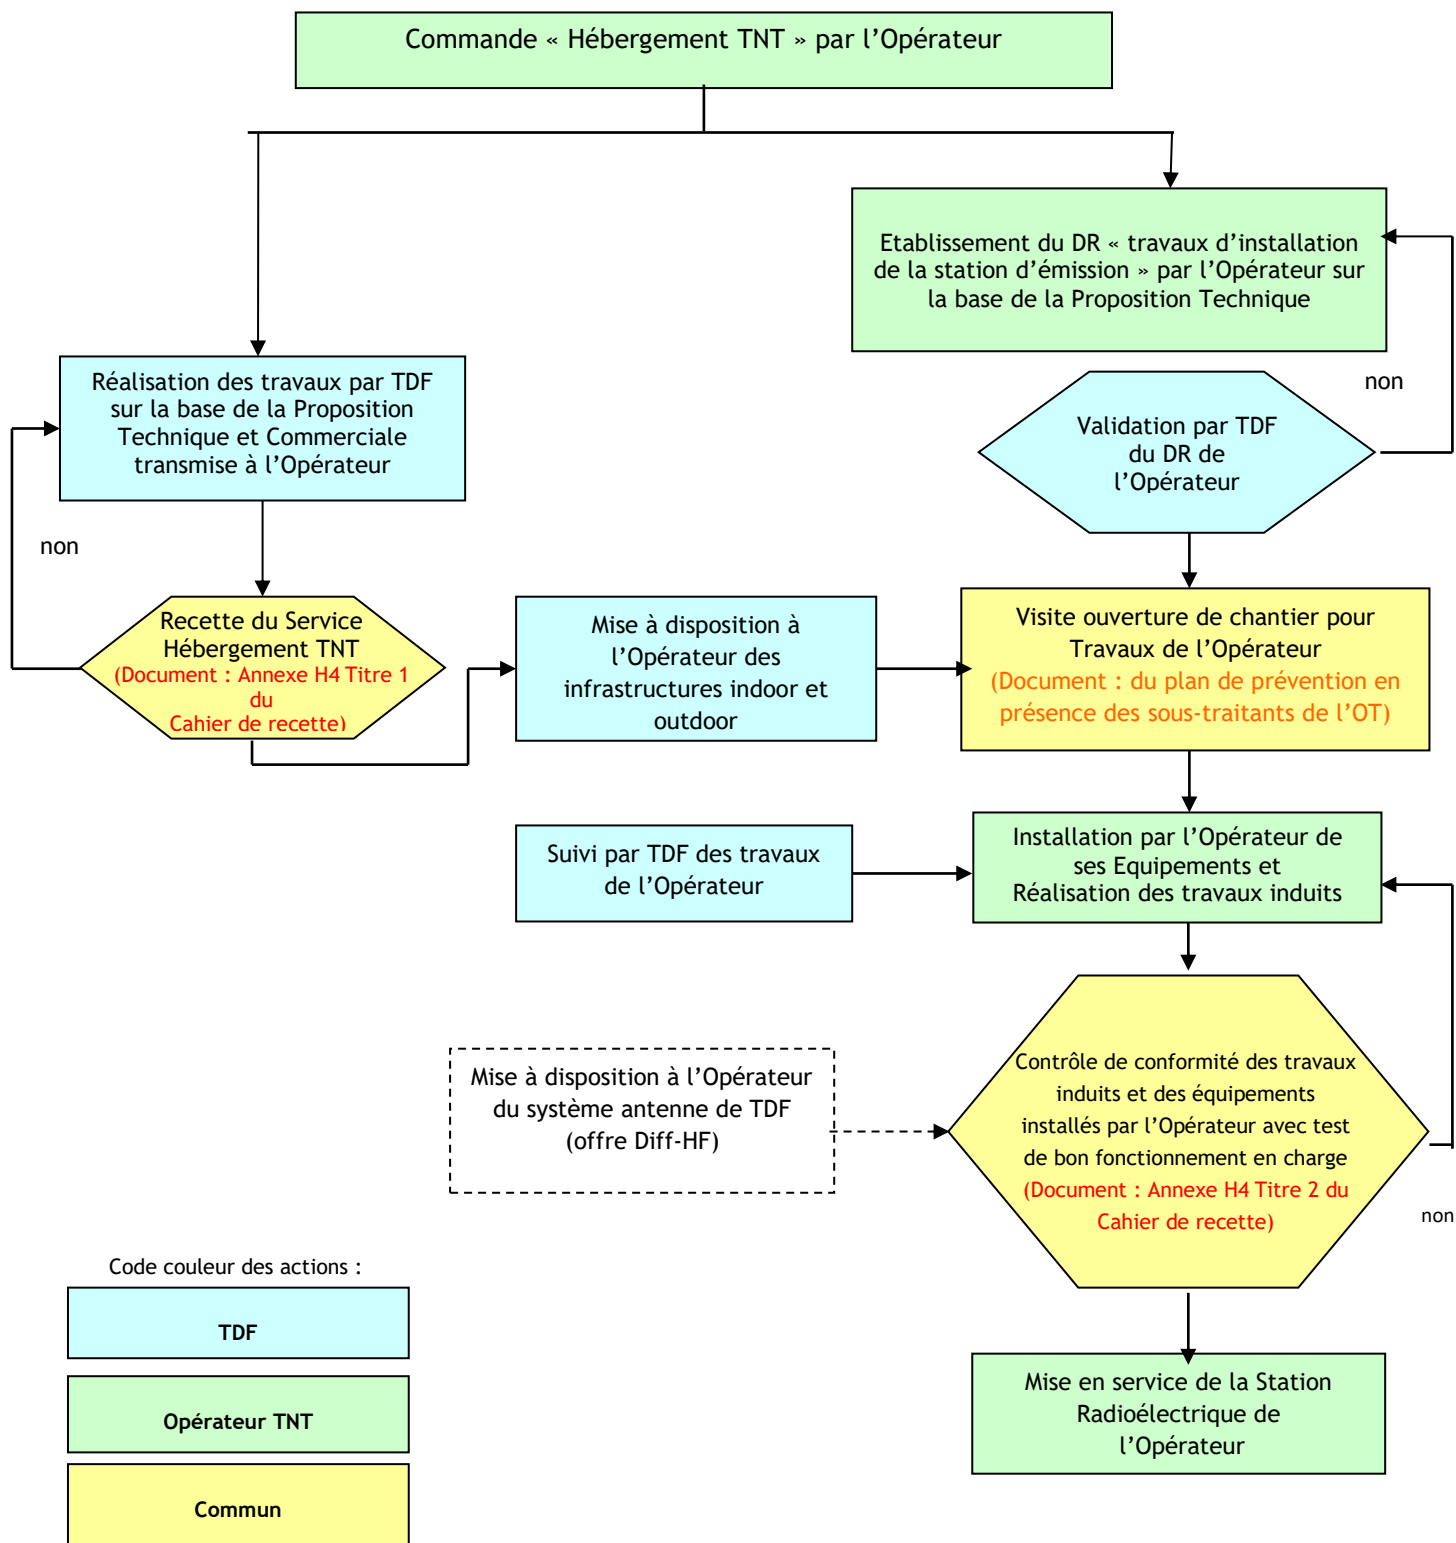 Commande « Hébergement TNT » par l’Opérateur
Etablissement du DR « travaux d’installation
de la station d’émission » par l’Opérateur sur
la base de la Proposition Technique
Réalisation des travaux par TDF
sur la base de la Proposition
Technique et Commerciale
transmise à l’Opérateur
non
Validation par TDF
du DR de
l’Opérateur
non
Recette du Service
Hébergement TNT
(Document : Annexe H4 Titre 1
du
Cahier de recette)
Mise à disposition à
l’Opérateur des
infrastructures indoor et
outdoor
Visite ouverture de chantier pour
Travaux de l’Opérateur
(Document : du plan de prévention en
présence des sous-traitants de l’OT)
Suivi par TDF des travaux
de l’Opérateur
Installation par l’Opérateur de
ses Equipements et
Réalisation des travaux induits
Mise à disposition à l’Opérateur
du système antenne de TDF
(offre Diff-HF)
Contrôle de conformité des travaux
induits et des équipements
installés par l’Opérateur avec test
de bon fonctionnement en charge
(Document : Annexe H4 Titre 2 du
Cahier de recette)
non
Code couleur des actions :
TDF
Opérateur TNT
Commun
Mise en service de la Station
Radioélectrique de
l’Opérateur